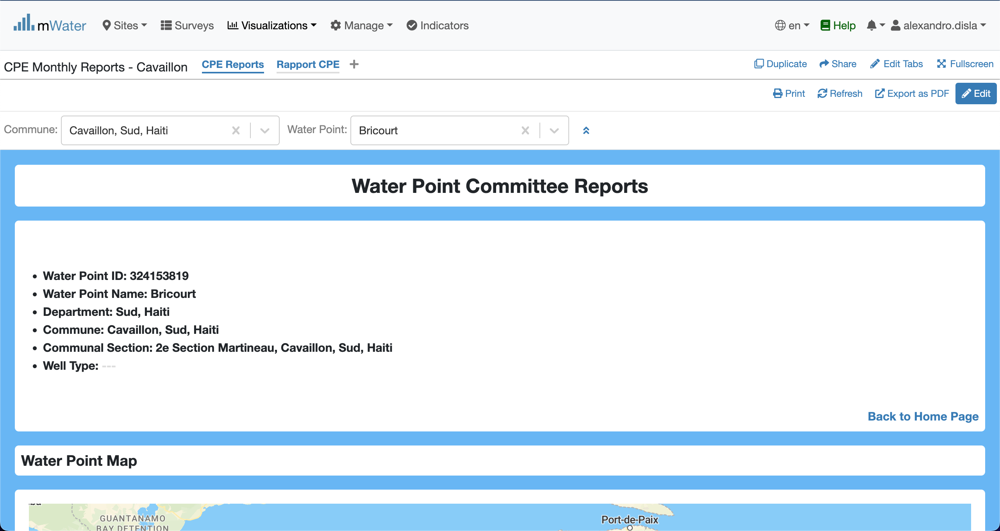 mWater Sites Surveys Visualizations Manage Indicators en Help alexandro.disla
CPE Monthly Reports - Cavaillon CPE Reports Rapport CPE + Duplicate Share Edit Tabs Fullscreen
Print Refresh Export as PDF Edit
Commune: Cavaillon, Sud, Haiti Water Point: Bricourt
Water Point Committee Reports
• Water Point ID: 324153819
• Water Point Name: Bricourt
• Department: Sud, Haiti
• Commune: Cavaillon, Sud, Haiti
• Communal Section: 2e Section Martineau, Cavaillon, Sud, Haiti
• Well Type: ---
Back to Home Page
Water Point Map
GUANTANAMO
BAY DETENTION
Port-de-Paix